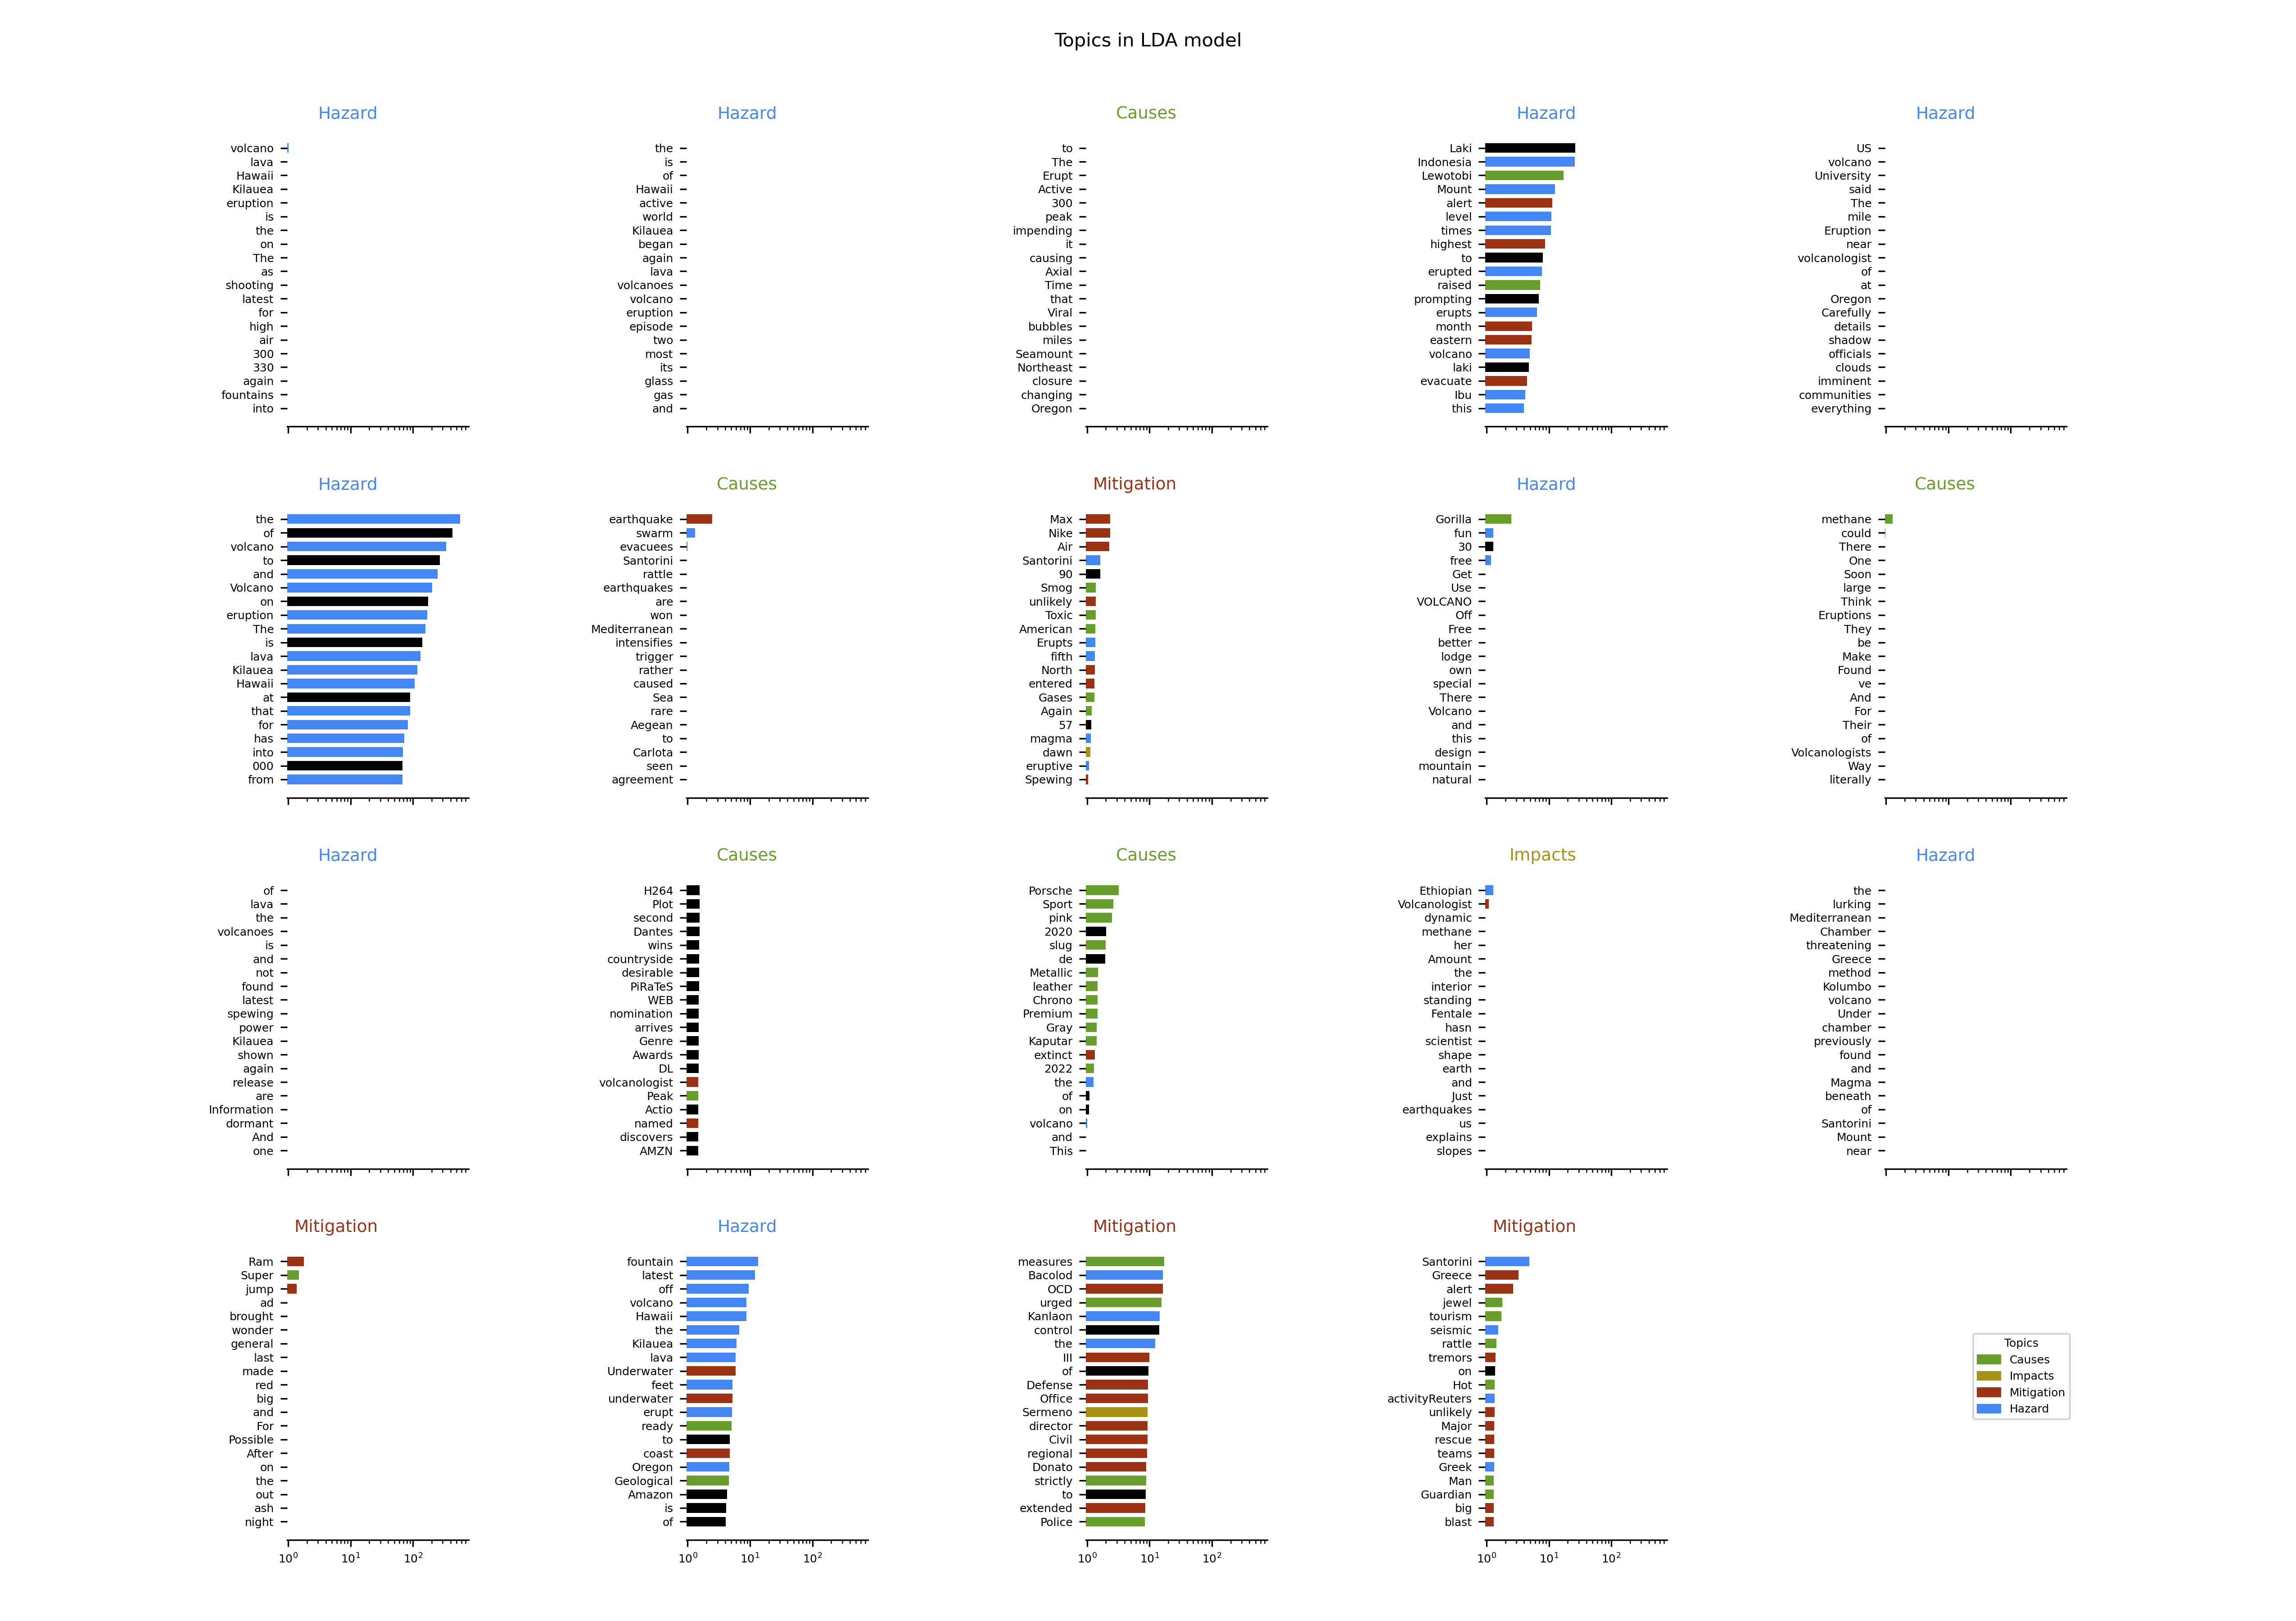 Topics in LDA model
Hazard
volcano
lava
Hawaii
Kilauea
eruption
is
the
on
The
as
shooting
latest
for
high
air
300
330
again
fountains
into
Hazard
the
is
of
Hawaii
active
world
Kilauea
began
again
lava
volcanoes
volcano
eruption
episode
two
most
its
glass
gas
and
Causes
to
The
Erupt
Active
300
peak
impending
it
causing
Axial
Time
that
Viral
bubbles
miles
Seamount
Northeast
closure
changing
Oregon
Hazard
Laki
Indonesia
Lewotobi
Mount
alert
level
times
highest
to
erupted
raised
prompting
erupts
month
eastern
volcano
laki
evacuate
Ibu
this
Hazard
US
volcano
University
said
The
mile
Eruption
near
volcanologist
of
at
Oregon
Carefully
details
shadow
officials
clouds
imminent
communities
everything
Hazard
the
of
volcano
to
and
Volcano
on
eruption
The
is
lava
Kilauea
Hawaii
at
that
for
has
into
000
from
Causes
earthquake
swarm
evacuees
Santorini
rattle
earthquakes
are
won
Mediterranean
intensifies
trigger
rather
caused
Sea
rare
Aegean
to
Carlota
seen
agreement
Mitigation
Max
Nike
Air
Santorini
90
Smog
unlikely
Toxic
American
Erupts
fifth
North
entered
Gases
Again
57
magma
dawn
eruptive
Spewing
Hazard
Gorilla
fun
30
free
Get
Use
VOLCANO
Off
Free
better
lodge
own
special
There
Volcano
and
this
design
mountain
natural
Causes
methane
could
There
One
Soon
large
Think
Eruptions
They
be
Make
Found
ve
And
For
Their
of
Volcanologists
Way
literally
Hazard
of
lava
the
volcanoes
is
and
not
found
latest
spewing
power
Kilauea
shown
again
release
are
Information
dormant
And
one
Causes
H264
Plot
second
Dantes
wins
countryside
desirable
PiRaTeS
WEB
nomination
arrives
Genre
Awards
DL
volcanologist
Peak
Actio
named
discovers
AMZN
Causes
Porsche
Sport
pink
2020
slug
de
Metallic
leather
Chrono
Premium
Gray
Kaputar
extinct
2022
the
of
on
volcano
and
This
Impacts
Ethiopian
Volcanologist
dynamic
methane
her
Amount
the
interior
standing
Fentale
hasn
scientist
shape
earth
and
Just
earthquakes
us
explains
slopes
Hazard
the
lurking
Mediterranean
Chamber
threatening
Greece
method
Kolumbo
volcano
Under
chamber
previously
found
and
Magma
beneath
of
Santorini
Mount
near
Mitigation
Ram
Super
jump
ad
brought
wonder
general
last
made
red
big
and
For
Possible
After
on
the
out
ash
night
10⁰ 10¹ 10²
Hazard
fountain
latest
off
volcano
Hawaii
the
Kilauea
lava
Underwater
feet
underwater
erupt
ready
to
coast
Oregon
Geological
Amazon
is
of
10⁰ 10¹ 10²
Mitigation
measures
Bacolod
OCD
urged
Kanlaon
control
the
III
of
Defense
Office
Sermeno
director
Civil
regional
Donato
strictly
to
extended
Police
10⁰ 10¹ 10²
Mitigation
Santorini
Greece
alert
jewel
tourism
seismic
rattle
tremors
on
Hot
activityReuters
unlikely
Major
rescue
teams
Greek
Man
Guardian
big
blast
10⁰ 10¹ 10²
Topics
Causes
Impacts
Mitigation
Hazard